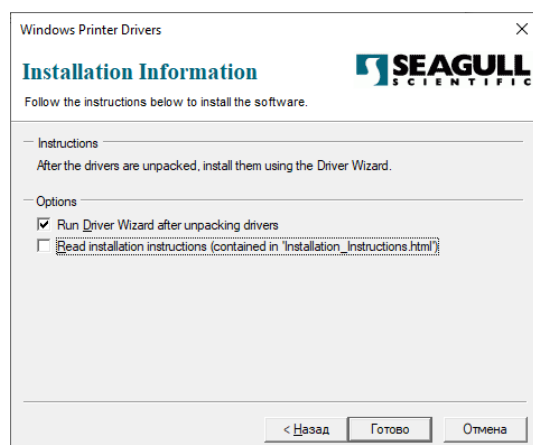 Windows Printer Drivers
Installation Information
SEAGULL
SCIENTIFIC
Follow the instructions below to install the software.
Instructions
After the drivers are unpacked, install them using the Driver Wizard.
Options
Run Driver Wizard after unpacking drivers
Read installation instructions (contained in 'Installation_Instructions.html')
< Назад Готово Отмена